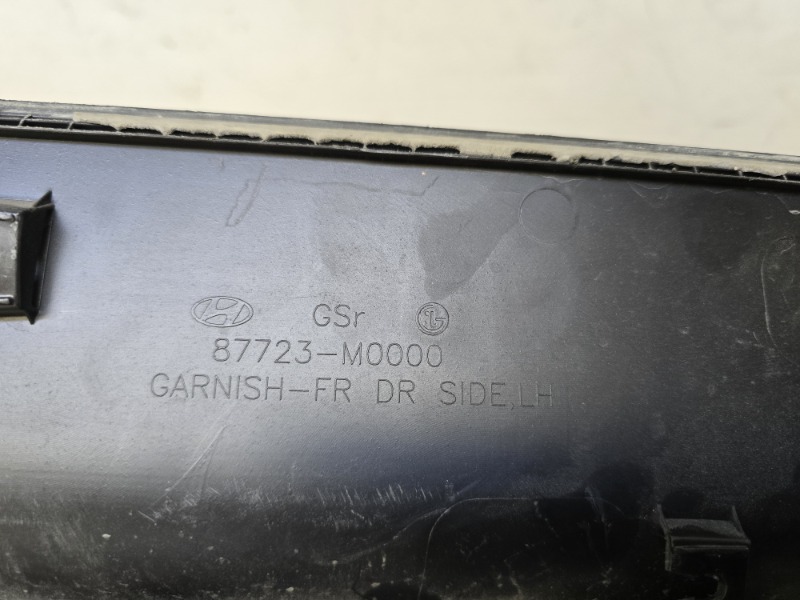 GSr
87723-M0000
GARNISH-FR DR SIDE,LH